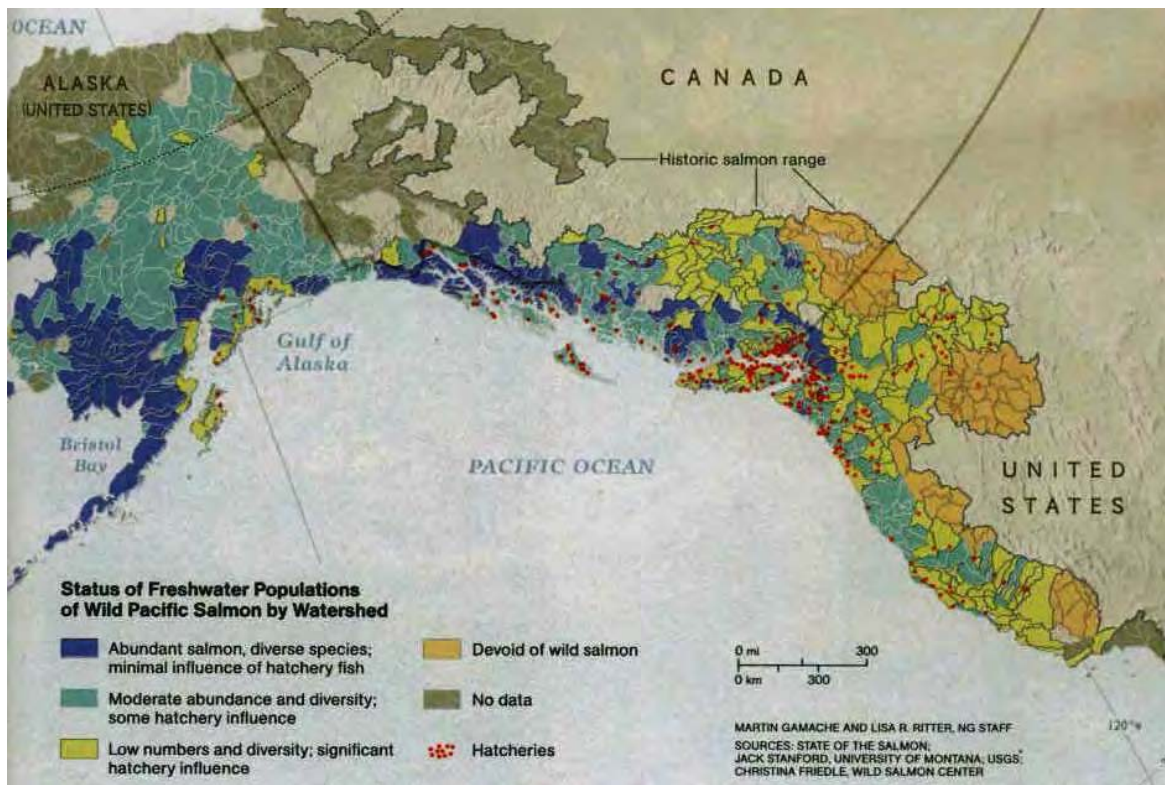 OCEAN
ALASKA
(UNITED STATES)
CANADA
Historic salmon range
Gulf of
Alaska
Bristol
Bay
PACIFIC OCEAN
UNITED
STATES
Status of Freshwater Populations
of Wild Pacific Salmon by Watershed
Abundant salmon, diverse species;
minimal influence of hatchery fish
Moderate abundance and diversity;
some hatchery influence
Low numbers and diversity; significant
hatchery influence
Devoid of wild salmon
No data
Hatcheries
0 mi 300
0 km 300
MARTIN GAMACHE AND LISA R. RITTER, NG STAFF
SOURCES: STATE OF THE SALMON;
JACK STANFORD, UNIVERSITY OF MONTANA; USGS;
CHRISTINA FRIEDLE, WILD SALMON CENTER
120°W